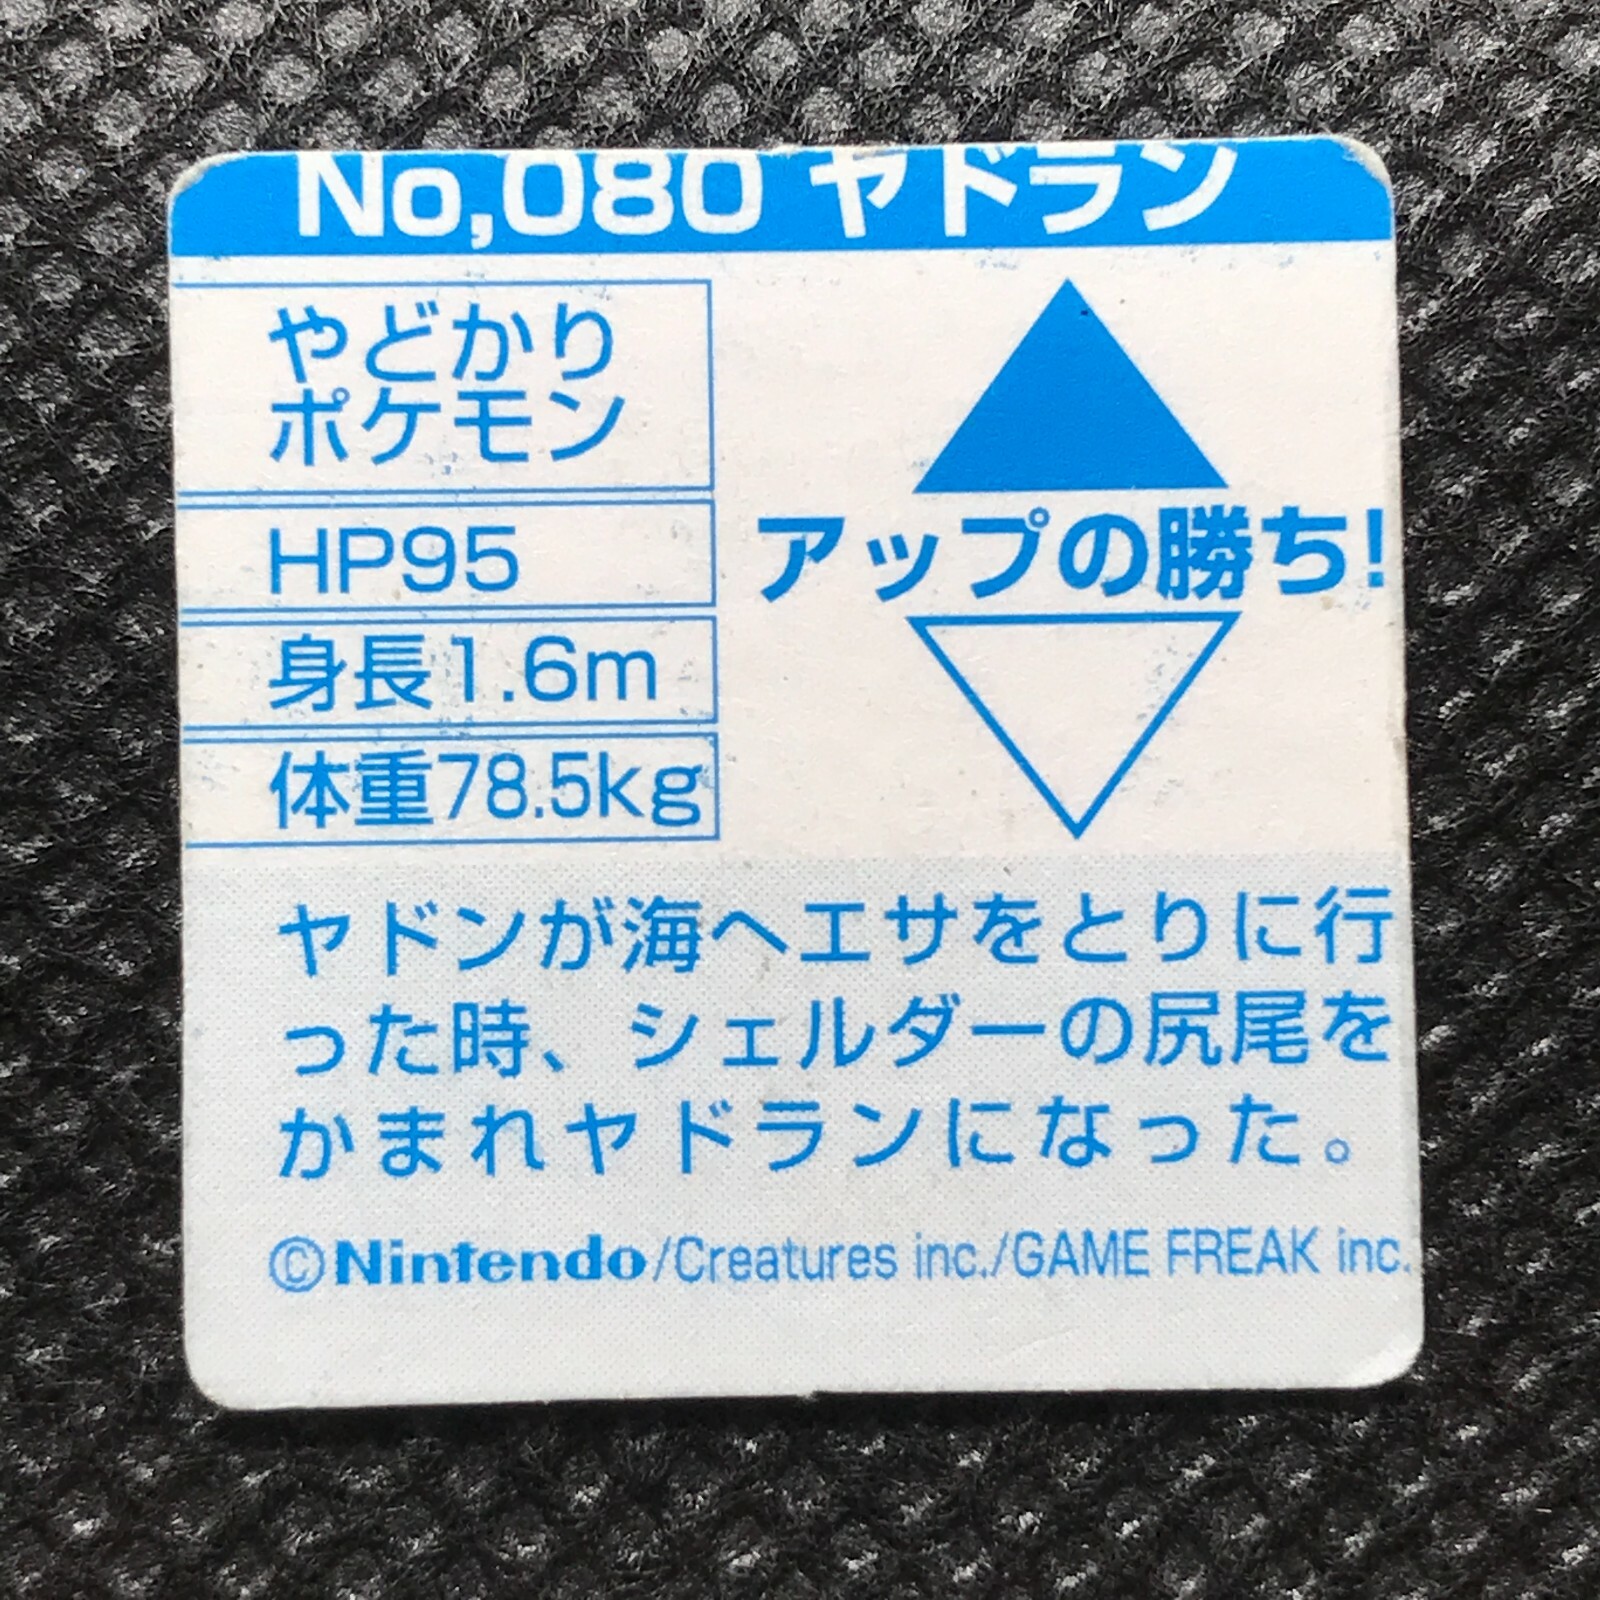 No,080 ヤドラン
やどかり
ポケモン
HP95
身長1.6m
体重78.5kg
アップの勝ち!
ヤドンが海へエサをとりに行
った時、シェルダーの尻尾を
かまれヤドランになった。
©Nintendo/Creatures inc./GAME FREAK inc.